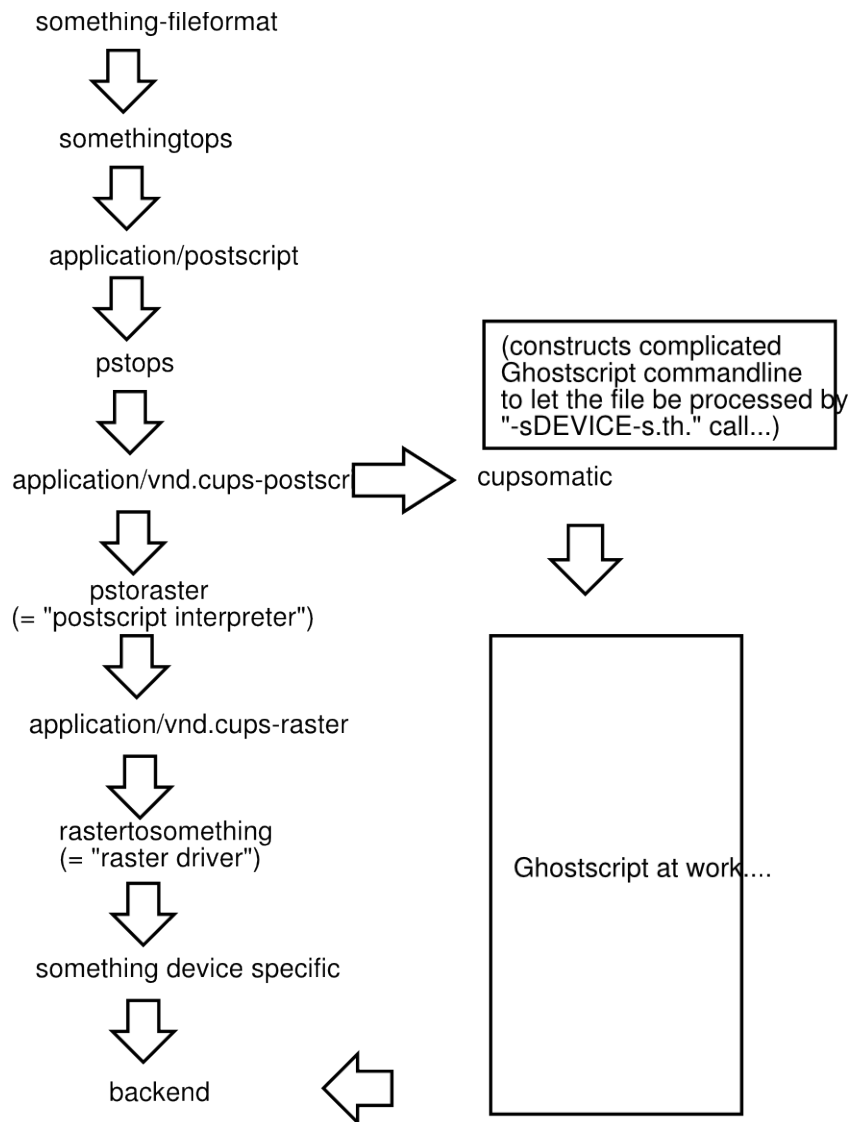 something-fileformat
somethingtops
application/postscript
pstops
(constructs complicated
Ghostscript commandline
to let the file be processed by
"-sDEVICE-s.th." call...)
application/vnd.cups-postscr
cupsomatic
pstoraster
(= "postscript interpreter")
application/vnd.cups-raster
rastertosomething
(= "raster driver")
Ghostscript at work....
something device specific
backend